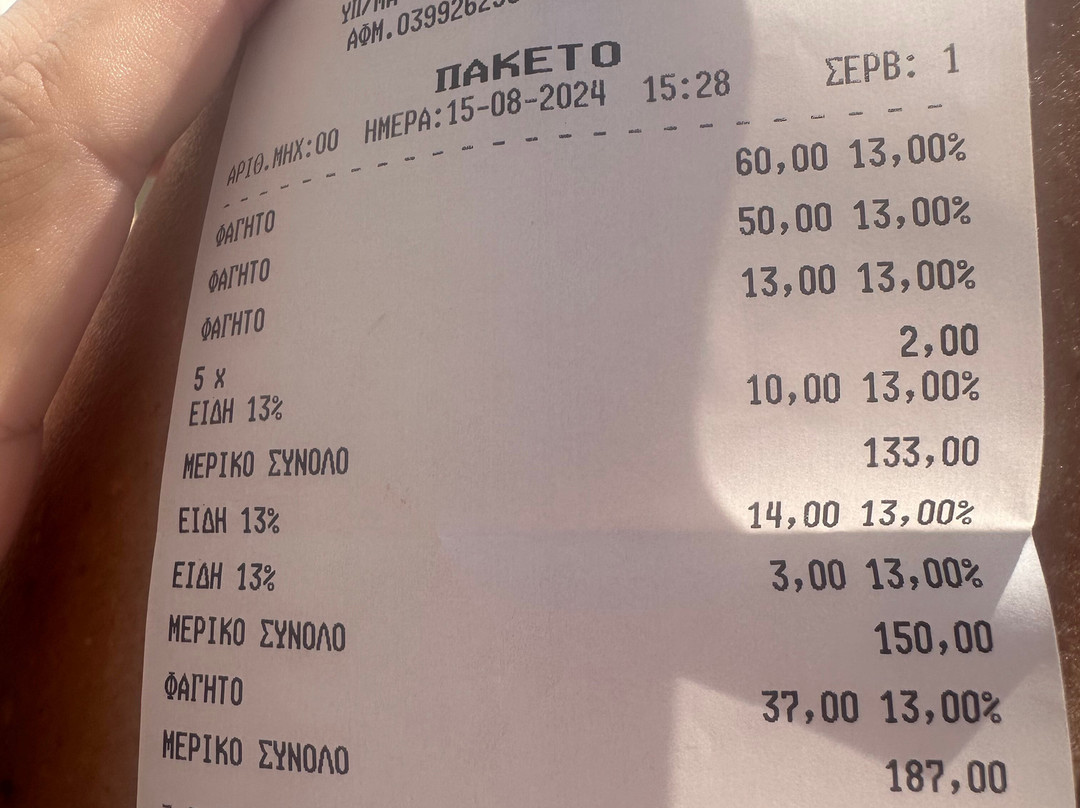 ΑΦΜ.039926
ΠΑΚΕΤΟ
ΑΡΙΘ.ΜΗΧ:00 ΗΜΕΡΑ:15-08-2024 15:28 ΣΕΡΒ: 1
ΦΑΓΗΤΟ 60,00 13,00%
ΦΑΓΗΤΟ 50,00 13,00%
ΦΑΓΗΤΟ 13,00 13,00%
5 x 2,00
ΕΙΔΗ 13% 10,00 13,00%
ΜΕΡΙΚΟ ΣΥΝΟΛΟ 133,00
ΕΙΔΗ 13% 14,00 13,00%
ΕΙΔΗ 13% 3,00 13,00%
ΜΕΡΙΚΟ ΣΥΝΟΛΟ 150,00
ΦΑΓΗΤΟ 37,00 13,00%
ΜΕΡΙΚΟ ΣΥΝΟΛΟ 187,00